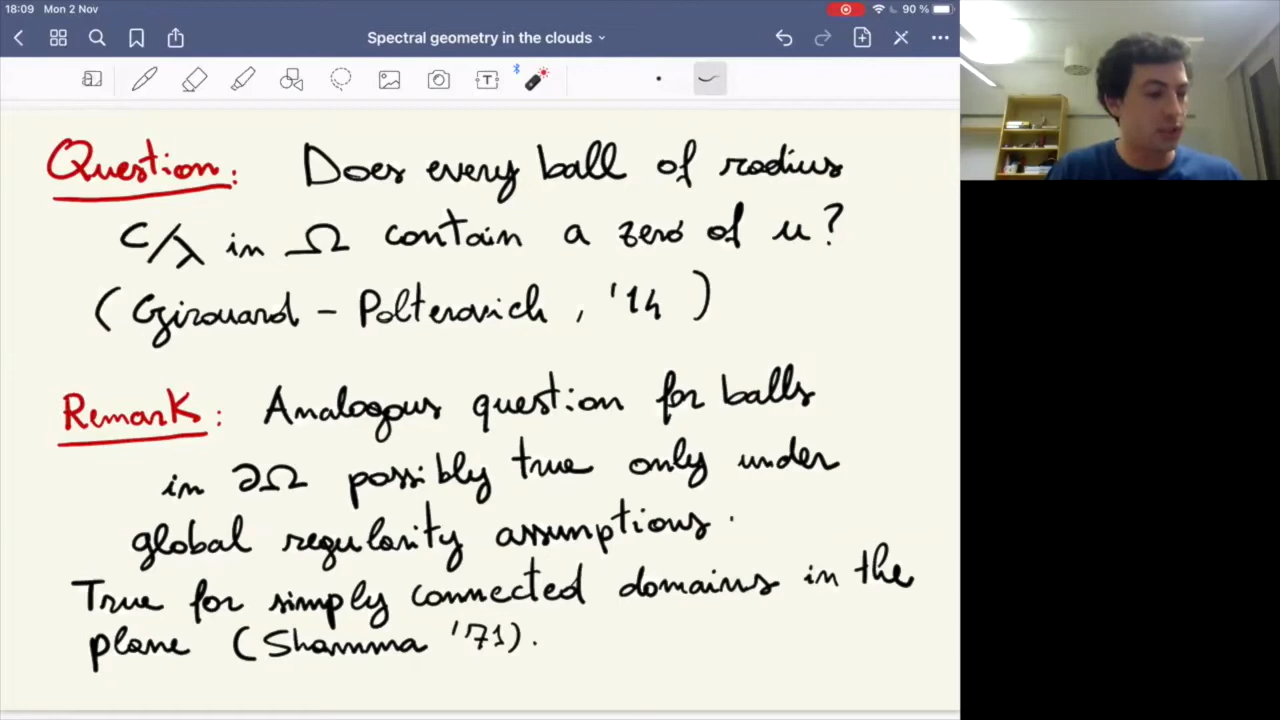 18:09 Mon 2 Nov
90 %
Spectral geometry in the clouds
Question: Does every ball of radius
C/λ in Ω contain a zero of u?
(Girouard - Polterovich, '14)
Remark: Analogous question for balls
in ∂Ω possibly true only under
global regularity assumptions.
True for simply connected domains in the
plane (Shamma '71).